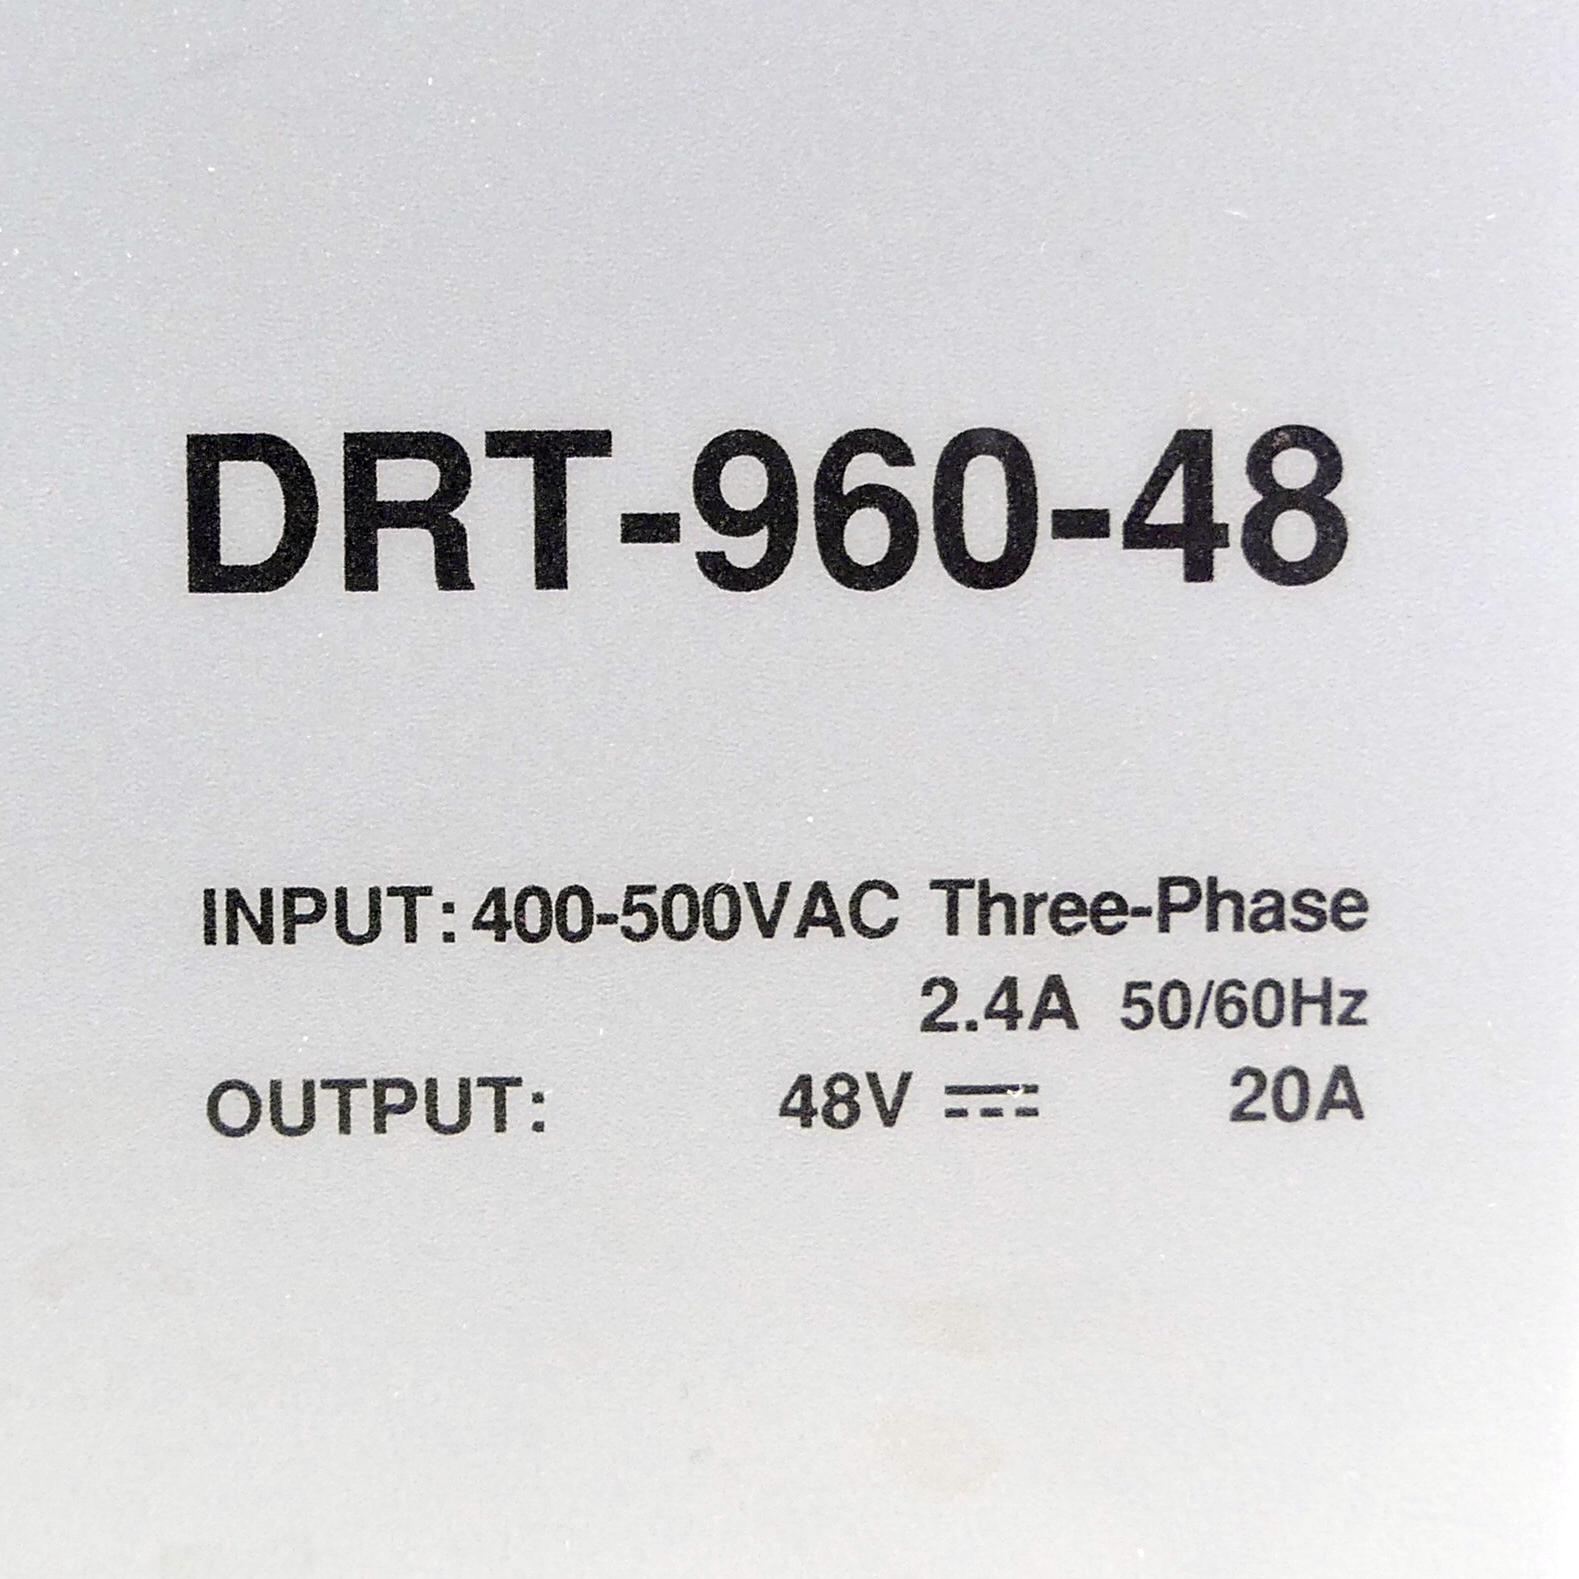 DRT-960-48
INPUT: 400-500VAC Three-Phase
2.4A 50/60Hz
OUTPUT: 48V ⎓ 20A